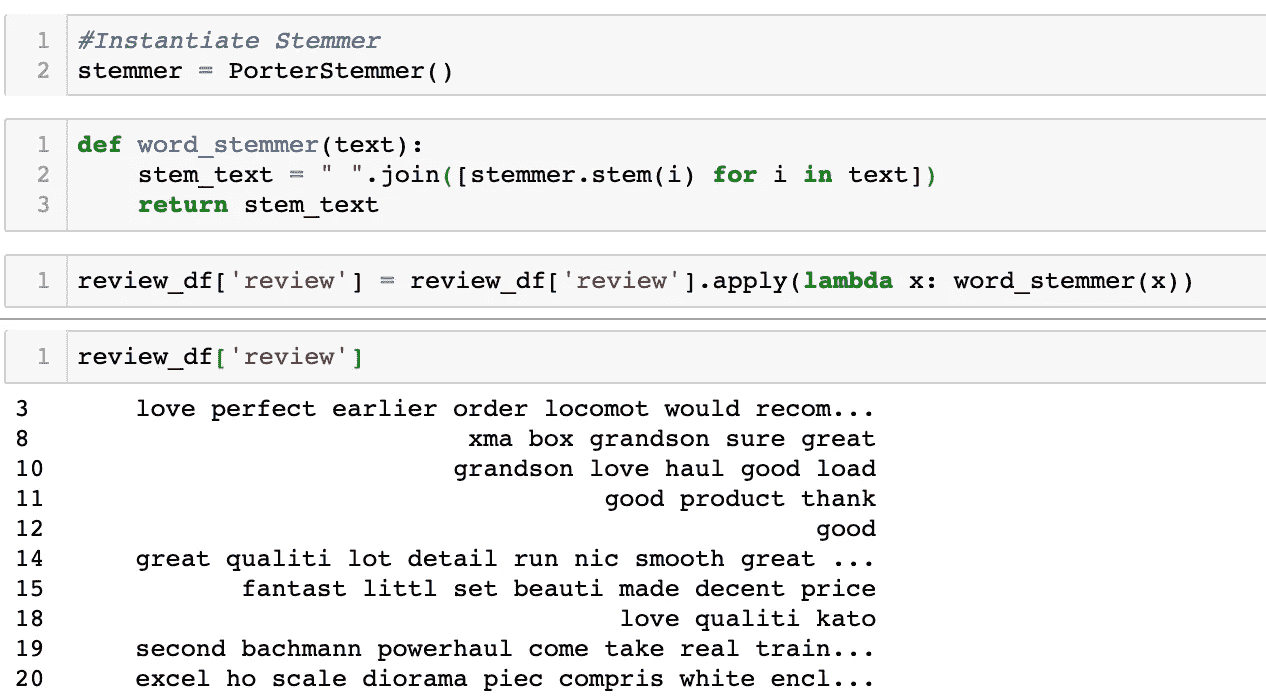 1 #Instantiate Stemmer
2 stemmer = PorterStemmer()
1 def word_stemmer(text):
2 stem_text = " ".join([stemmer.stem(i) for i in text])
3 return stem_text
1 review_df['review'] = review_df['review'].apply(lambda x: word_stemmer(x))
1 review_df['review']
3 love perfect earlier order locomot would recom...
8 xma box grandson sure great
10 grandson love haul good load
11 good product thank
12 good
14 great qualiti lot detail run nic smooth great ...
15 fantast littl set beauti made decent price
18 love qualiti kato
19 second bachmann powerhaul come take real train...
20 excel ho scale diorama piec compris white encl...